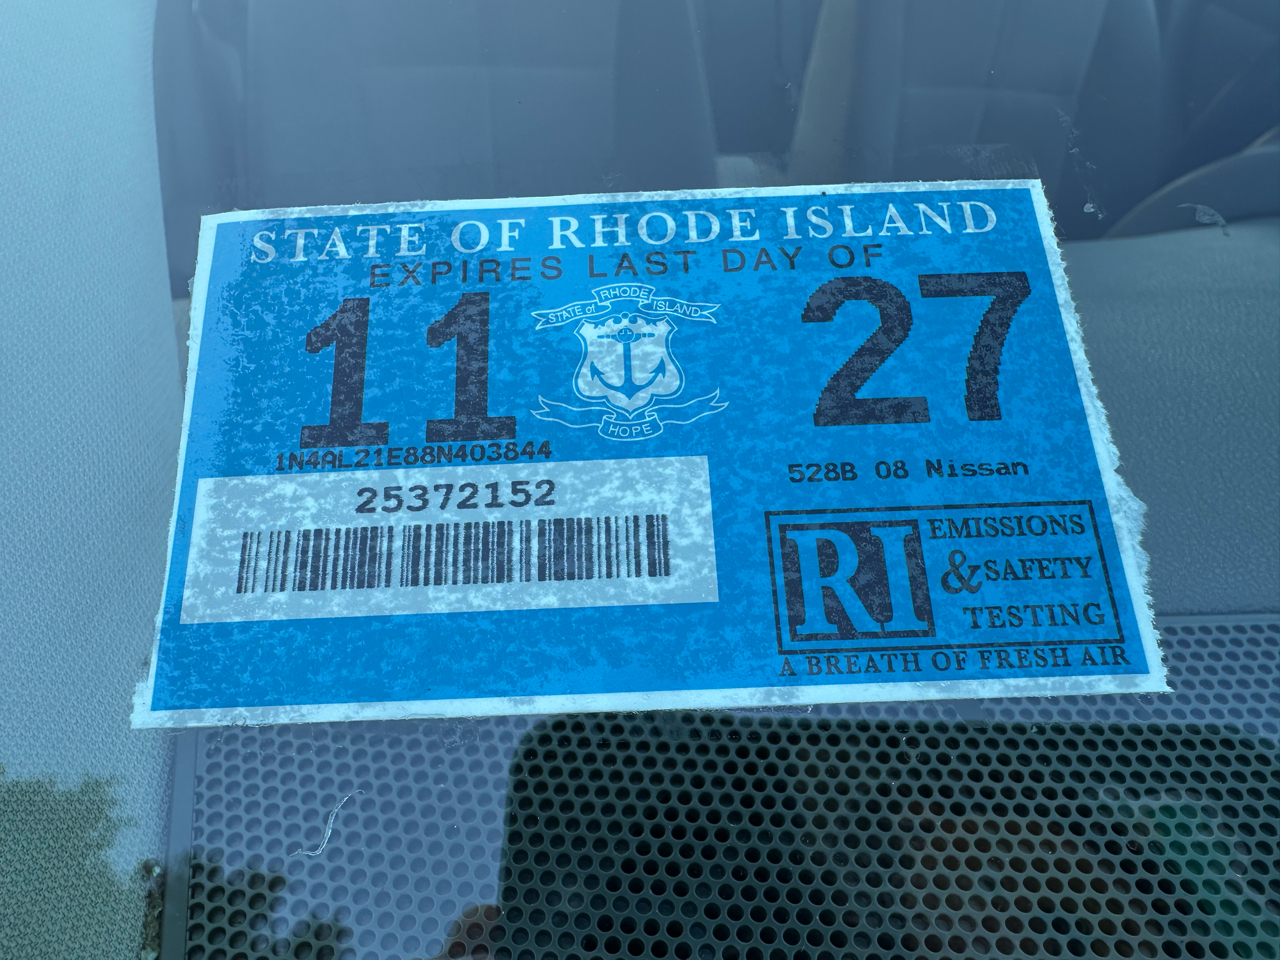 STATE OF RHODE ISLAND
EXPIRES LAST DAY OF
11 27
STATE of RHODE ISLAND
HOPE
1N4AL21E88N403844
528B 08 Nissan
25372152
RI EMISSIONS
& SAFETY
TESTING
A BREATH OF FRESH AIR